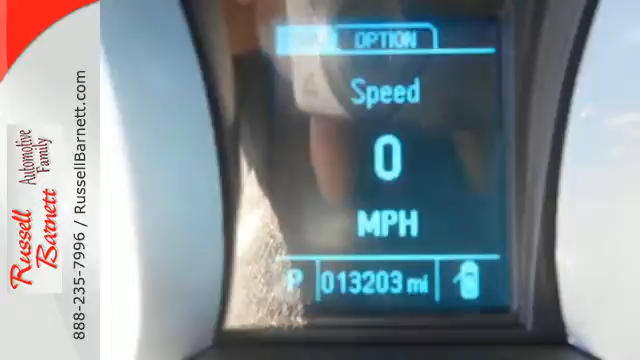 OPTION
Speed
0
MPH
P 013203 mi
Russell
Barnett
Automotive
Family
888-235-7996 / RussellBarnett.com